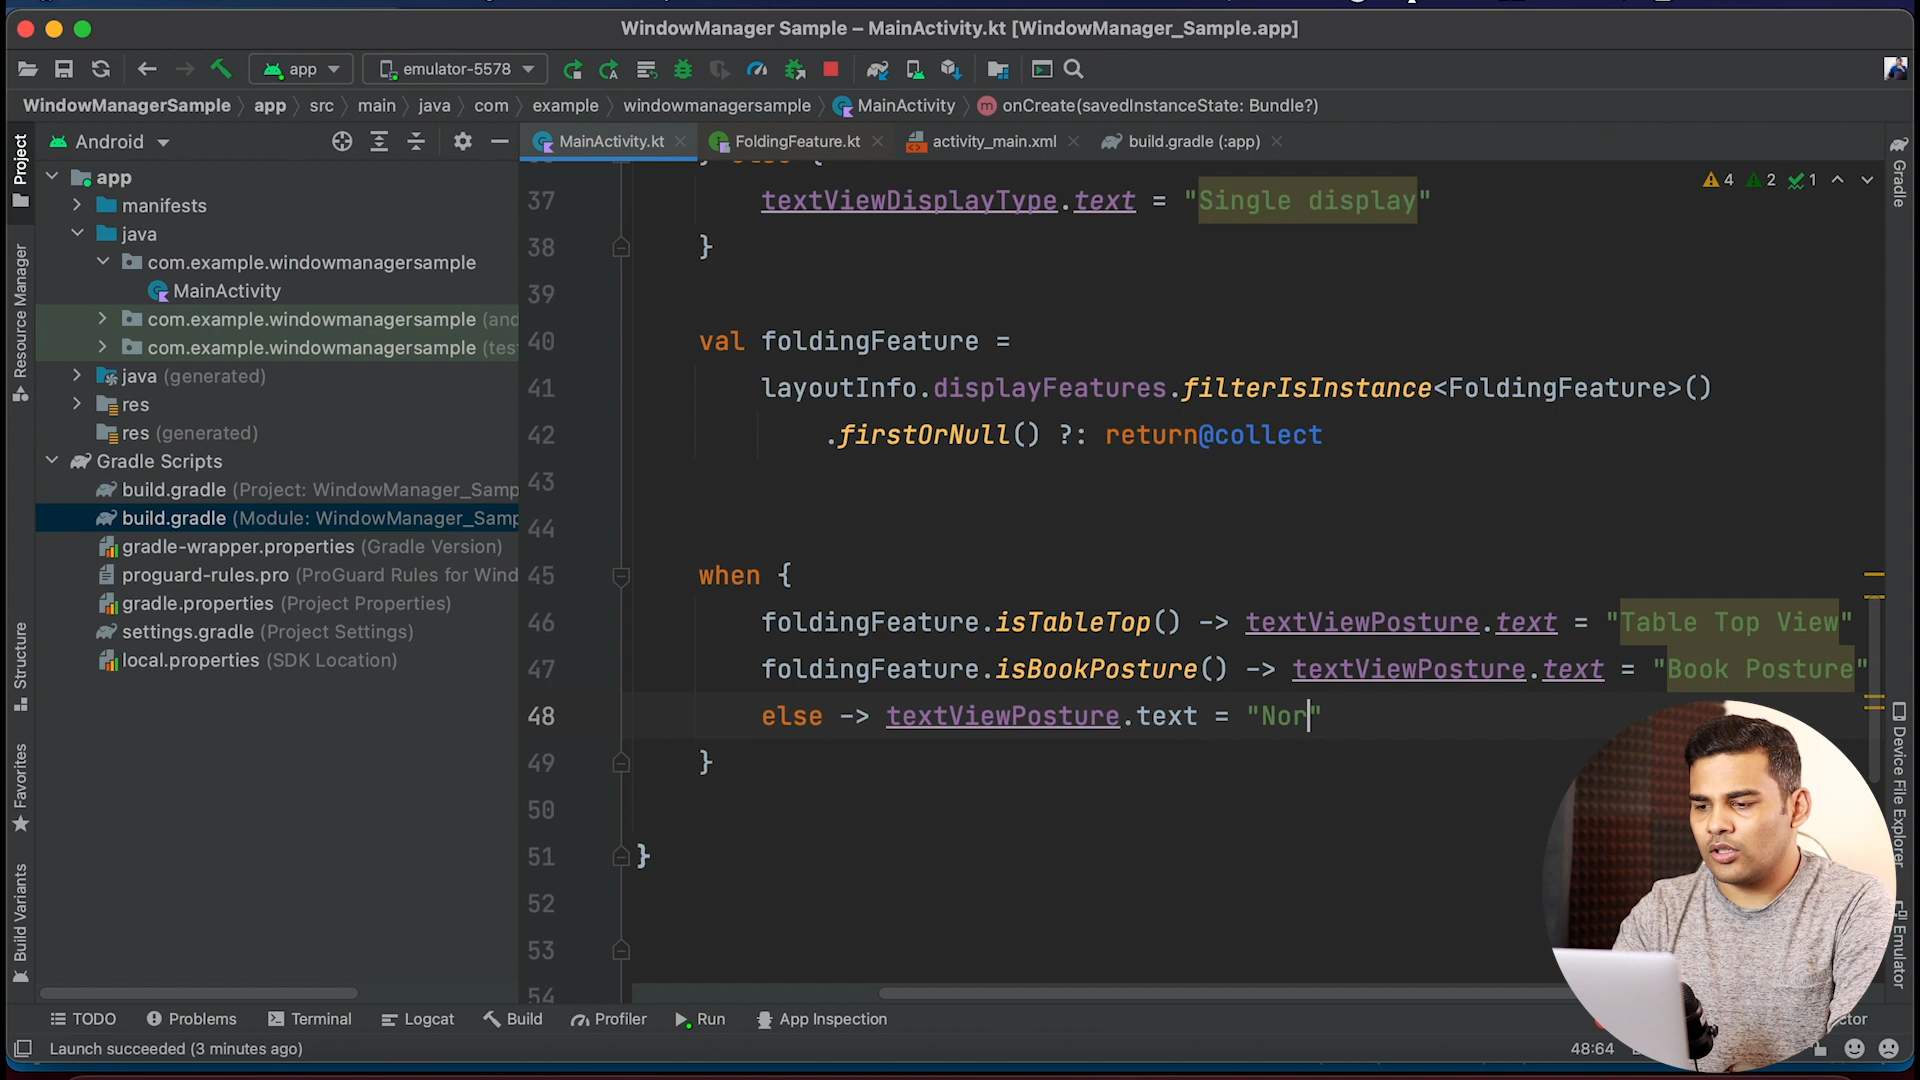 WindowManager Sample – MainActivity.kt [WindowManager_Sample.app]
app
emulator-5578
WindowManagerSample
app
src
main
java
com
example
windowmanagersample
MainActivity
onCreate(savedInstanceState: Bundle?)
Project
Resource Manager
Structure
Favorites
Build Variants
Android
app
manifests
java
com.example.windowmanagersample
MainActivity
com.example.windowmanagersample (and
com.example.windowmanagersample (tes
java (generated)
res
res (generated)
Gradle Scripts
build.gradle (Project: WindowManager_Samp
build.gradle (Module: WindowManager_Samp
gradle-wrapper.properties (Gradle Version)
proguard-rules.pro (ProGuard Rules for Wind
gradle.properties (Project Properties)
settings.gradle (Project Settings)
local.properties (SDK Location)
MainActivity.kt
FoldingFeature.kt
activity_main.xml
build.gradle (:app)
4 2 1
37 textViewDisplayType.text = "Single display"
38 }
39
40 val foldingFeature =
41 layoutInfo.displayFeatures.filterIsInstance<FoldingFeature>()
42 .firstOrNull() ?: return@collect
43
44
45 when {
46 foldingFeature.isTableTop() -> textViewPosture.text = "Table Top View"
47 foldingFeature.isBookPosture() -> textViewPosture.text = "Book Posture"
48 else -> textViewPosture.text = "Nor"
49 }
50
51 }
52
53
54
Gradle
Device File Explorer
Emulator
TODO
Problems
Terminal
Logcat
Build
Profiler
Run
App Inspection
Launch succeeded (3 minutes ago)
48:64